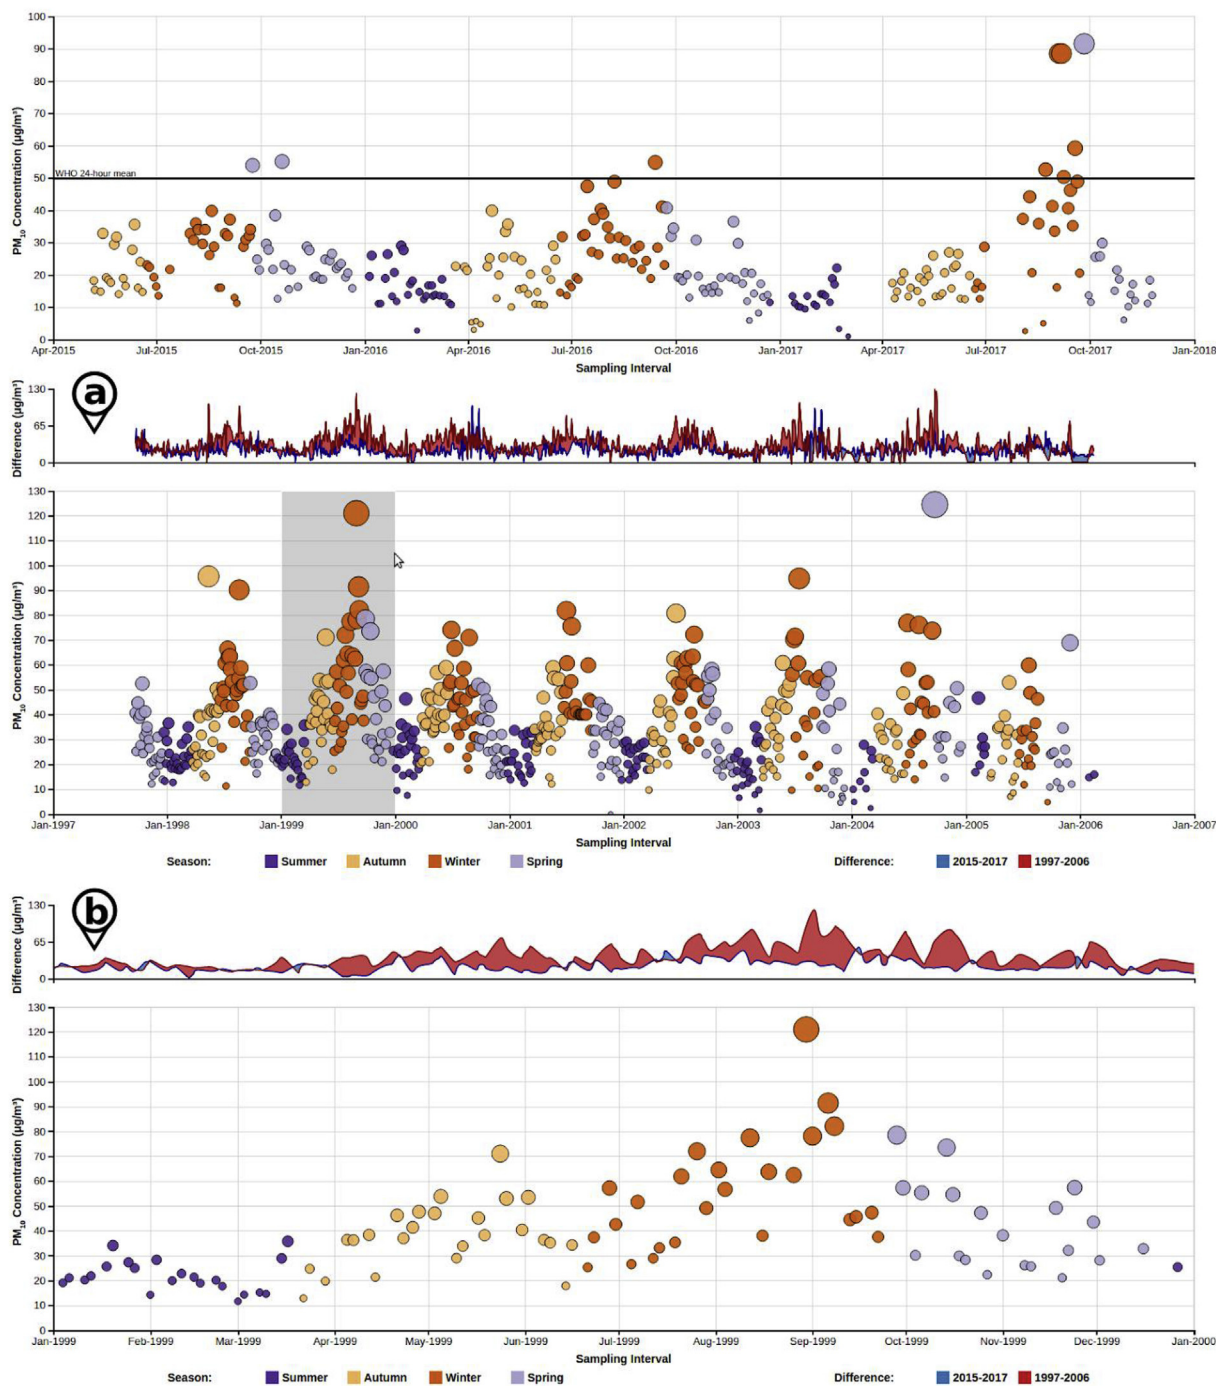 100
90
80
70
60
WHO 24-hour mean
50
40
30
20
10
0
PM10 Concentration (µg/m³)
Apr-2015 Jul-2015 Oct-2015 Jan-2016 Apr-2016 Jul-2016 Oct-2016 Jan-2017 Apr-2017 Jul-2017 Oct-2017 Jan-2018
Sampling Interval
a
Difference (µg/m³)
130
65
0
130
120
110
100
90
80
70
60
50
40
30
20
10
0
PM10 Concentration (µg/m³)
Jan-1997 Jan-1998 Jan-1999 Jan-2000 Jan-2001 Jan-2002 Jan-2003 Jan-2004 Jan-2005 Jan-2006 Jan-2007
Sampling Interval
Season: Summer Autumn Winter Spring Difference: 2015-2017 1997-2006
b
Difference (µg/m³)
130
65
0
130
120
110
100
90
80
70
60
50
40
30
20
10
0
PM10 Concentration (µg/m³)
Jan-1999 Feb-1999 Mar-1999 Apr-1999 May-1999 Jun-1999 Jul-1999 Aug-1999 Sep-1999 Oct-1999 Nov-1999 Dec-1999 Jan-2000
Sampling Interval
Season: Summer Autumn Winter Spring Difference: 2015-2017 1997-2006